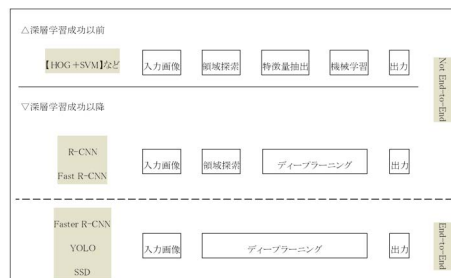 △深層学習成功以前
【HOG+SVM】など
入力画像
領域探索
特徴量抽出
機械学習
出力
Not End-to-End
▽深層学習成功以降
R-CNN
Fast R-CNN
入力画像
領域探索
ディープラーニング
出力
Faster R-CNN
YOLO
SSD
入力画像
ディープラーニング
出力
End-to-End